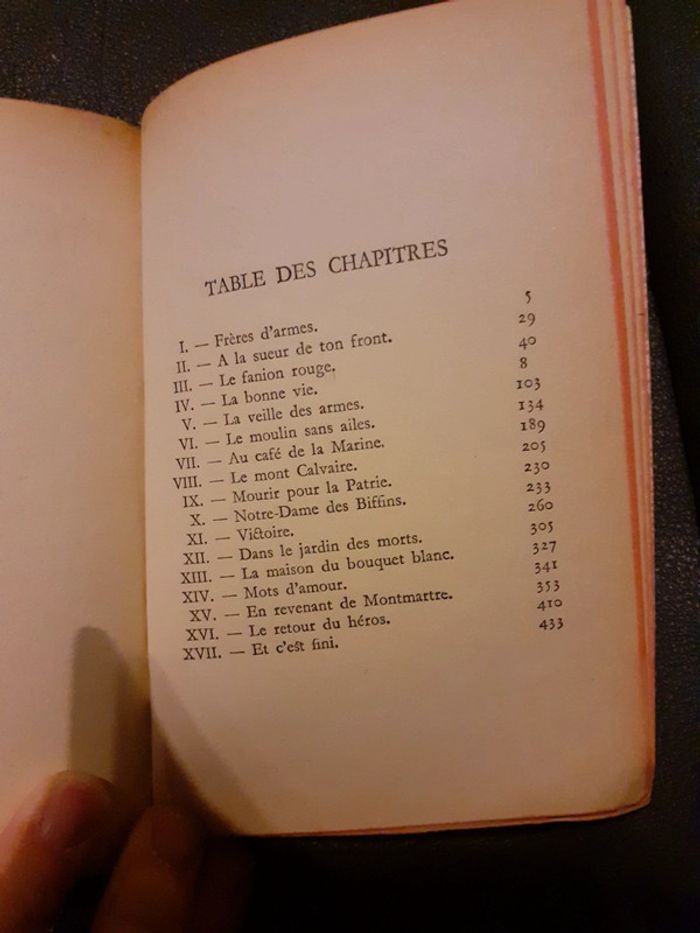 TABLE DES CHAPITRES
I. — Frères d'armes. 5
II. — A la sueur de ton front. 29
III. — Le fanion rouge. 40
IV. — La bonne vie. 8
V. — La veille des armes. 103
VI. — Le moulin sans ailes. 134
VII. — Au café de la Marine. 189
VIII. — Le mont Calvaire. 205
IX. — Mourir pour la Patrie. 230
X. — Notre-Dame des Biffins. 233
XI. — Victoire. 260
XII. — Dans le jardin des morts. 305
XIII. — La maison du bouquet blanc. 327
XIV. — Mots d'amour. 341
XV. — En revenant de Montmartre. 353
XVI. — Le retour du héros. 410
XVII. — Et c'est fini. 433